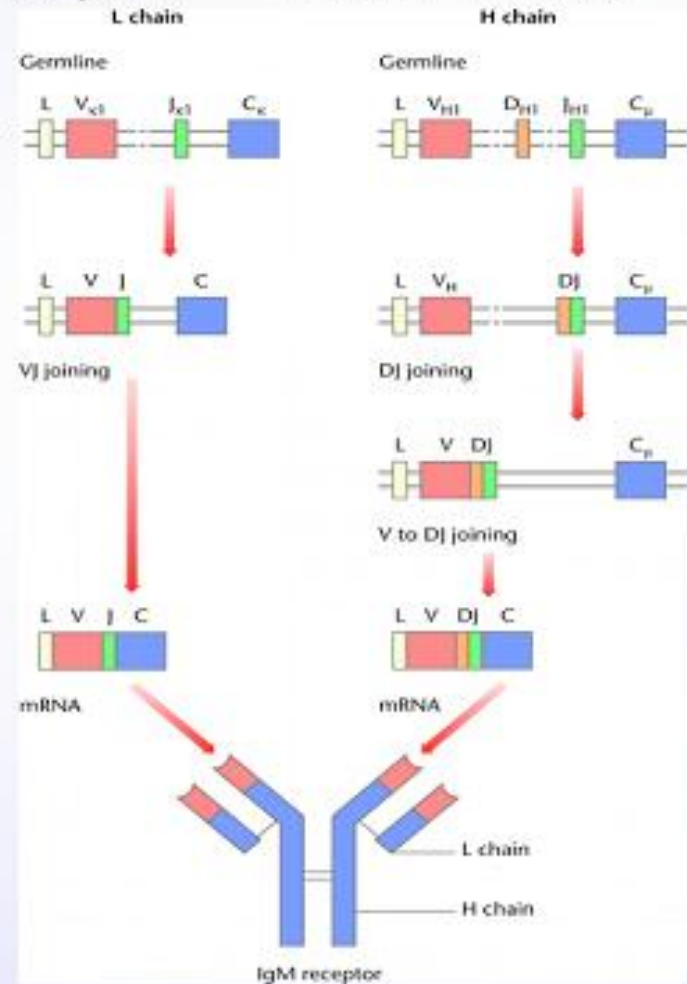 L chain
H chain
Germline
Germline
L Vκ1 Jκ1 Cκ
L VH1 DH1 JH1 Cμ
L V J C
L VH DJ Cμ
VJ joining
DJ joining
L V DJ Cμ
V to DJ joining
L V J C
L V DJ C
mRNA
mRNA
L chain
H chain
IgM receptor